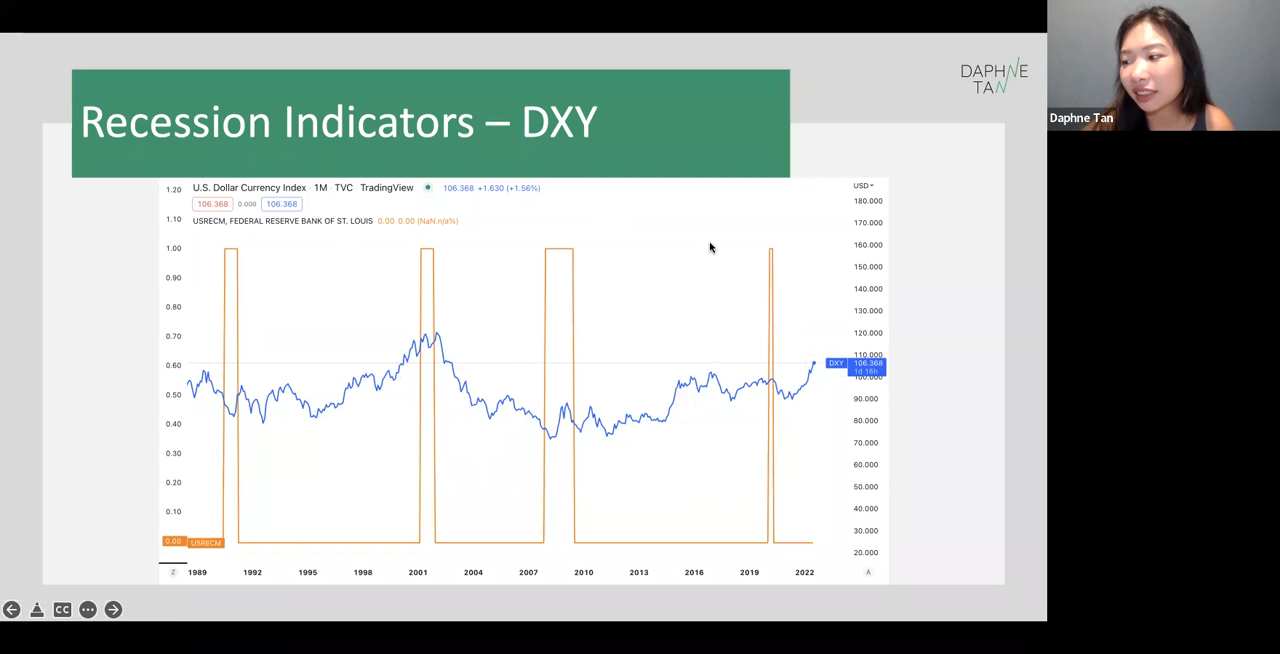 DAPHNE
TAN
Daphne Tan
Recession Indicators – DXY
U.S. Dollar Currency Index · 1M · TVC TradingView 106.368 +1.630 (+1.56%)
106.368 0.000 106.368
USRECM, FEDERAL RESERVE BANK OF ST. LOUIS 0.00 0.00 (NaN.n/a%)
1.20
1.10
1.00
0.90
0.80
0.70
0.60
0.50
0.40
0.30
0.20
0.10
0.00 USRECM
USD
180.000
170.000
160.000
150.000
140.000
130.000
120.000
110.000
DXY 106.368
1d 16h
100.000
90.000
80.000
70.000
60.000
50.000
40.000
30.000
20.000
Z 1989 1992 1995 1998 2001 2004 2007 2010 2013 2016 2019 2022 A
CC